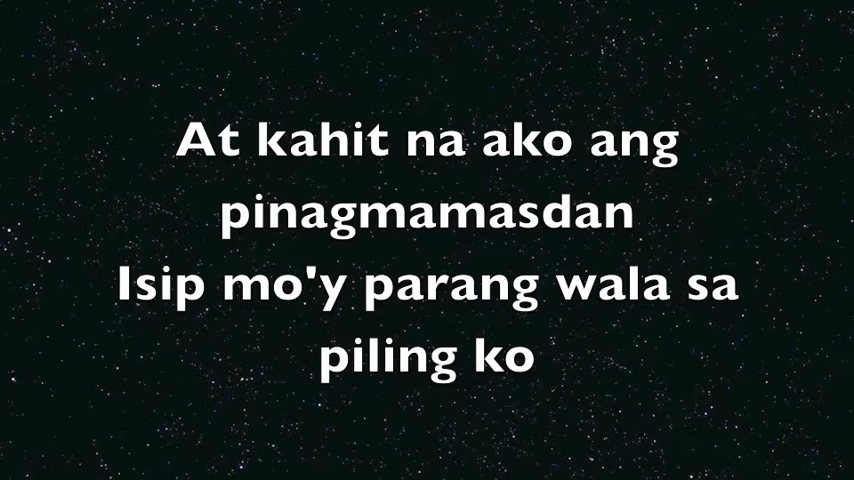 At kahit na ako ang
pinagmamasdan
Isip mo'y parang wala sa
piling ko